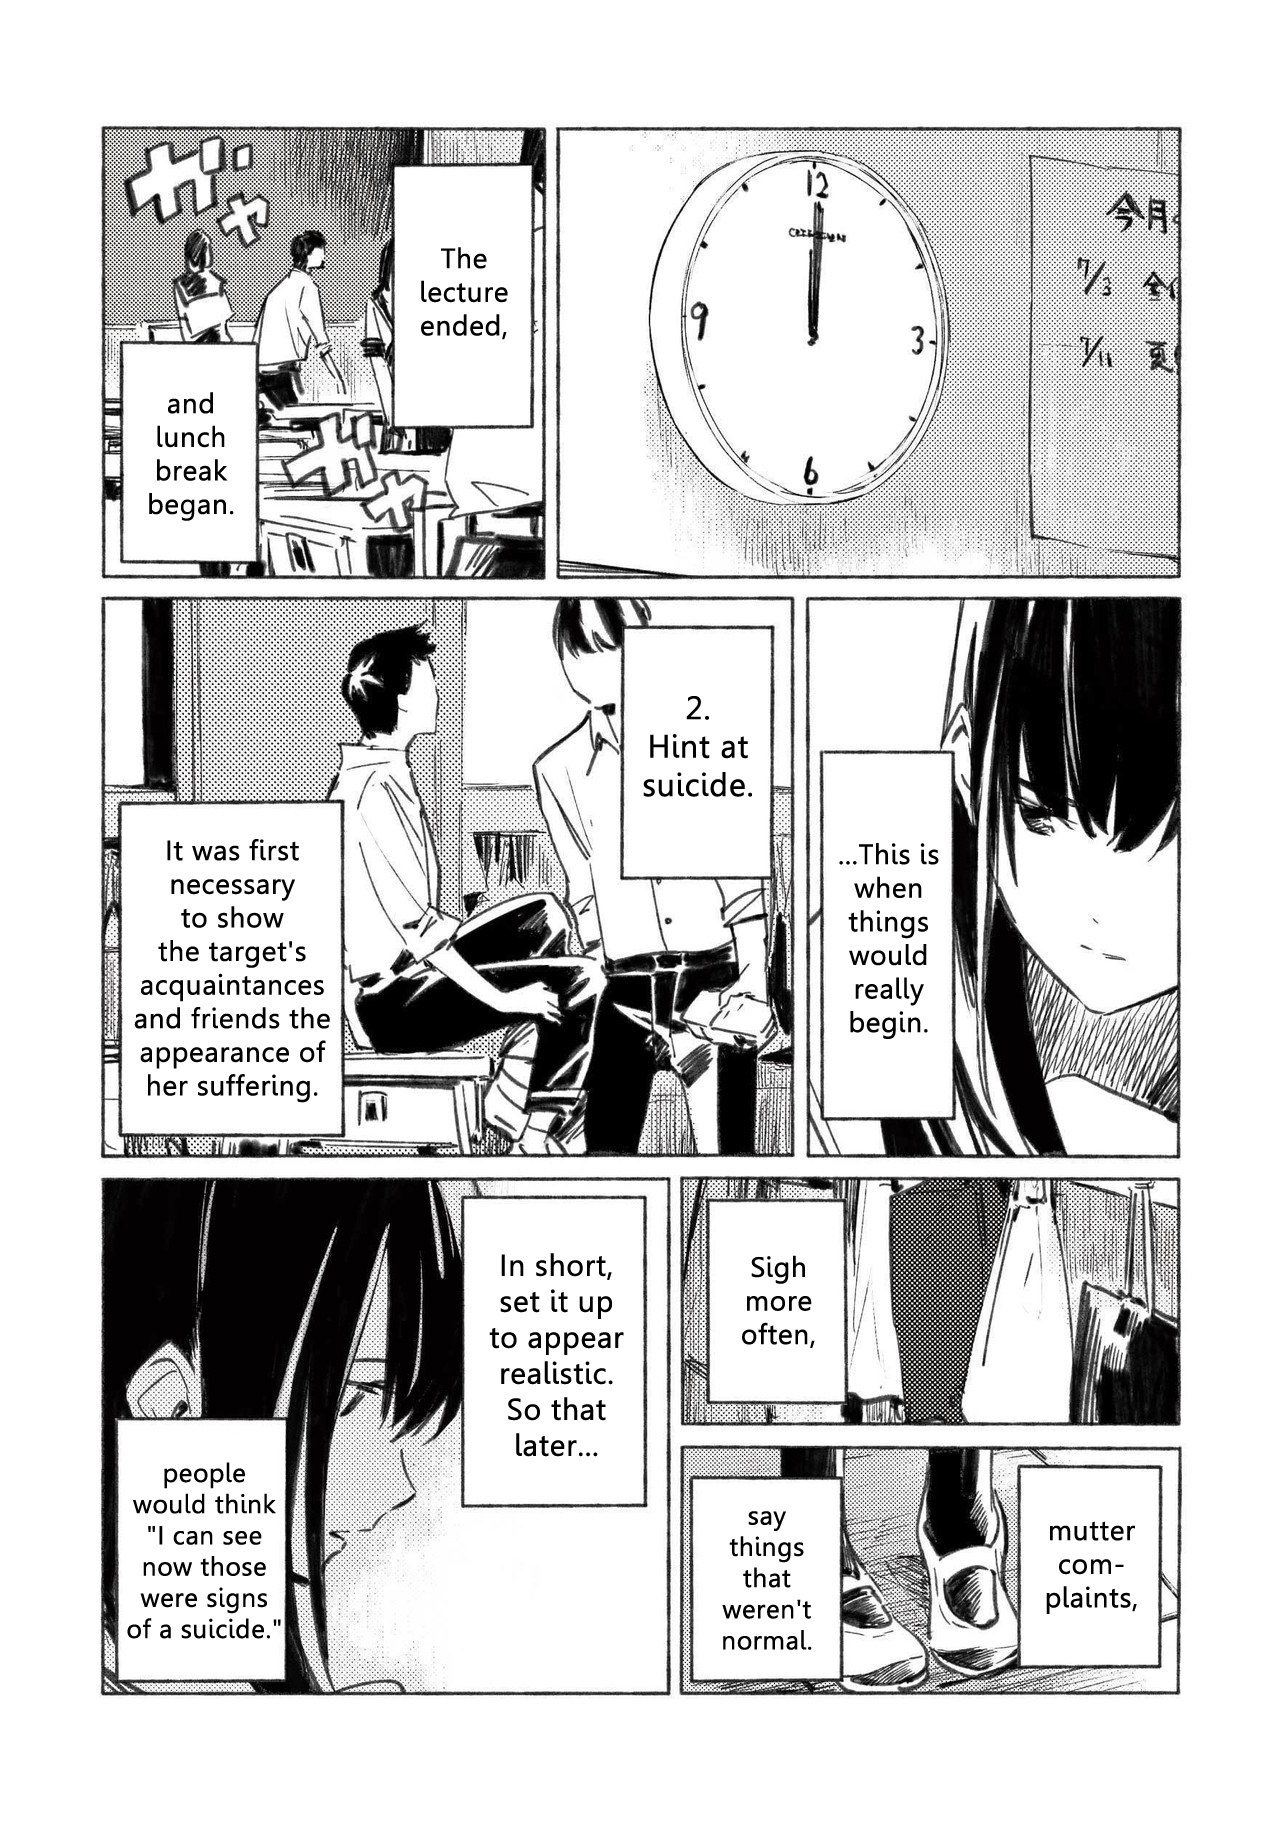 12
3
6
9
今月
7/3
7/11 夏
The
lecture
ended,
ガヤ
and
lunch
break
began.
ガヤ
...This is
when
things
would
really
begin.
2.
Hint at
suicide.
It was first
necessary
to show
the target's
acquaintances
and friends the
appearance of
her suffering.
Sigh
more
often,
mutter
com-
plaints,
say
things
that
weren't
normal.
In short,
set it up
to appear
realistic.
So that
later...
people
would think
"I can see
now those
were signs
of a suicide."